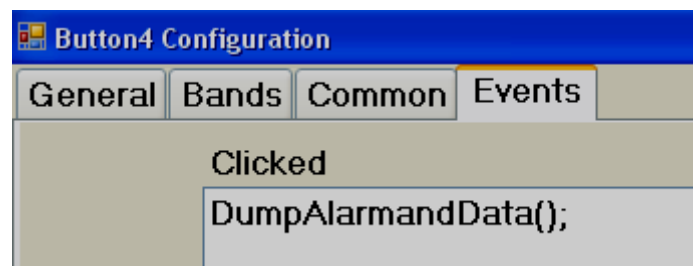 Button4 Configuration
General Bands Common Events
Clicked
DumpAlarmandData();